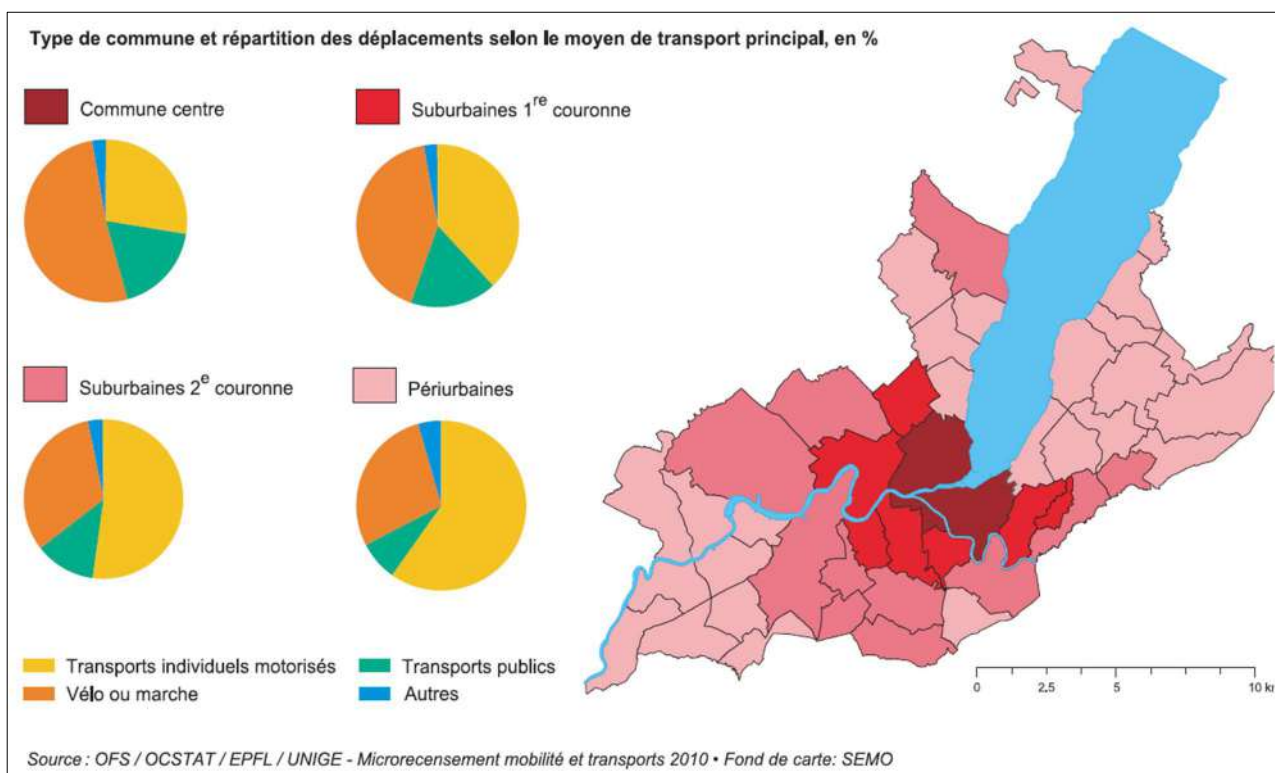 Type de commune et répartition des déplacements selon le moyen de transport principal, en %
Commune centre
Suburbaines 1re couronne
Suburbaines 2e couronne
Périurbaines
Transports individuels motorisés
Transports publics
Vélo ou marche
Autres
0 2,5 5 10 km
Source : OFS / OCSTAT / EPFL / UNIGE - Microrecensement mobilité et transports 2010 • Fond de carte: SEMO